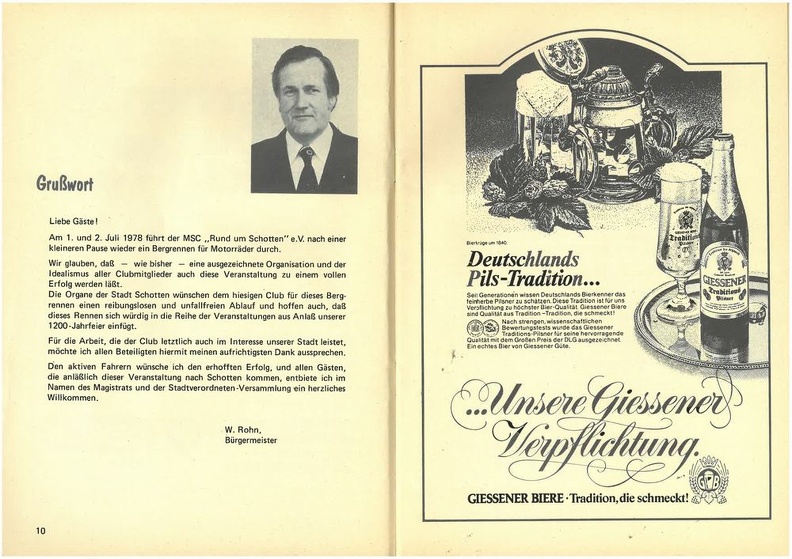 Grußwort
Liebe Gäste!
Am 1. und 2. Juli 1978 führt der MSC „Rund um Schotten" e.V. nach einer
kleineren Pause wieder ein Bergrennen für Motorräder durch.
Wir glauben, daß — wie bisher — eine ausgezeichnete Organisation und der
Idealismus aller Clubmitglieder auch diese Veranstaltung zu einem vollen
Erfolg werden läßt.
Die Organe der Stadt Schotten wünschen dem hiesigen Club für dieses Berg-
rennen einen reibungslosen und unfallfreien Ablauf und hoffen auch, daß
dieses Rennen sich würdig in die Reihe der Veranstaltungen aus Anlaß unserer
1200-Jahrfeier einfügt.
Für die Arbeit, die der Club letztlich auch im Interesse unserer Stadt leistet,
möchte ich allen Beteiligten hiermit meinen aufrichtigsten Dank aussprechen.
Den aktiven Fahrern wünsche ich den erhofften Erfolg, und allen Gästen,
die anläßlich dieser Veranstaltung nach Schotten kommen, entbiete ich im
Namen des Magistrats und der Stadtverordneten-Versammlung ein herzliches
Willkommen.
W. Rohn,
Bürgermeister
10
Bierkrüge um 1840
Deutschlands
Pils-Tradition...
Seit Generationen wissen Deutschlands Bierkenner das
feinherbe Pilsner zu schätzen. Diese Tradition ist für uns
Verpflichtung zu höchster Bier-Qualität. Giessener Biere
sind Qualität aus Tradition – Tradition, die schmeckt!
Nach strengen, wissenschaftlichen
Bewertungstests wurde das Giessener
Traditions-Pilsner für seine hervorragende
Qualität mit dem Großen Preis der DLG ausgezeichnet.
Ein echtes Bier von Giessener Güte.
Tradition
GIESSENER
Traditions
Pilsner
...Unsere Giessener
Verpflichtung.
GIESSENER BIERE · Tradition, die schmeckt!
GB